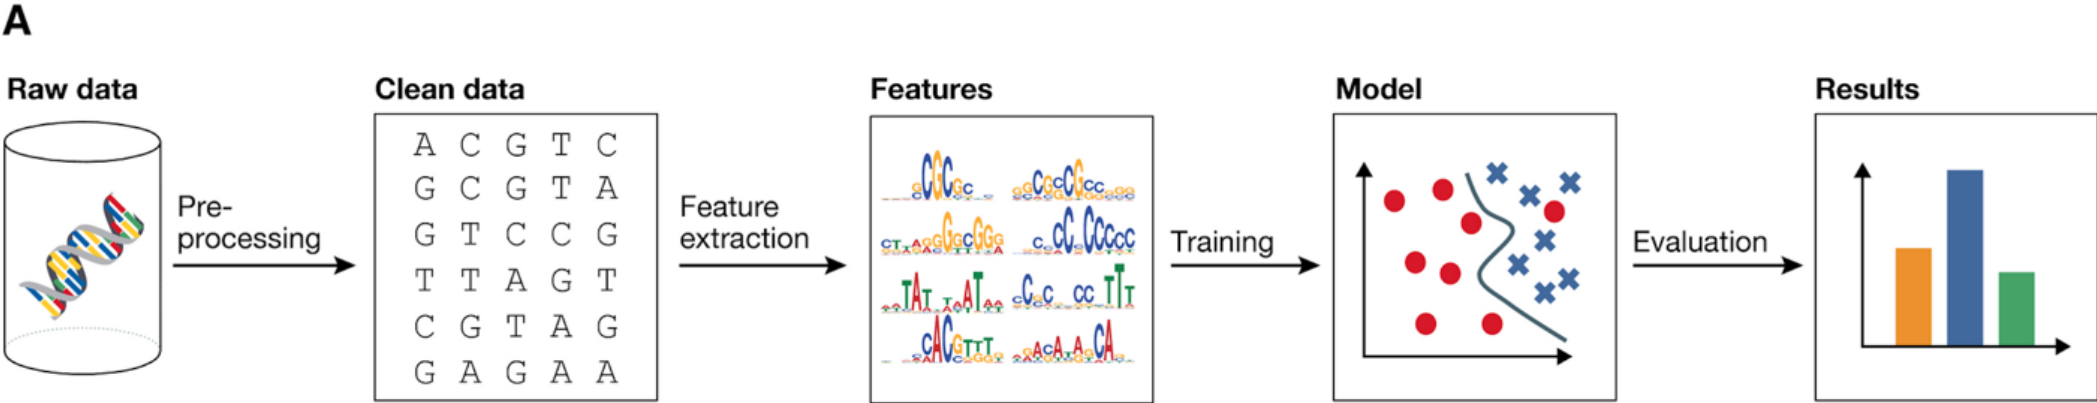 A
Raw data
Clean data
Features
Model
Results
Pre-
processing
A C G T C
G C G T A
G T C C G
T T A G T
C G T A G
G A G A A
Feature
extraction
Training
Evaluation